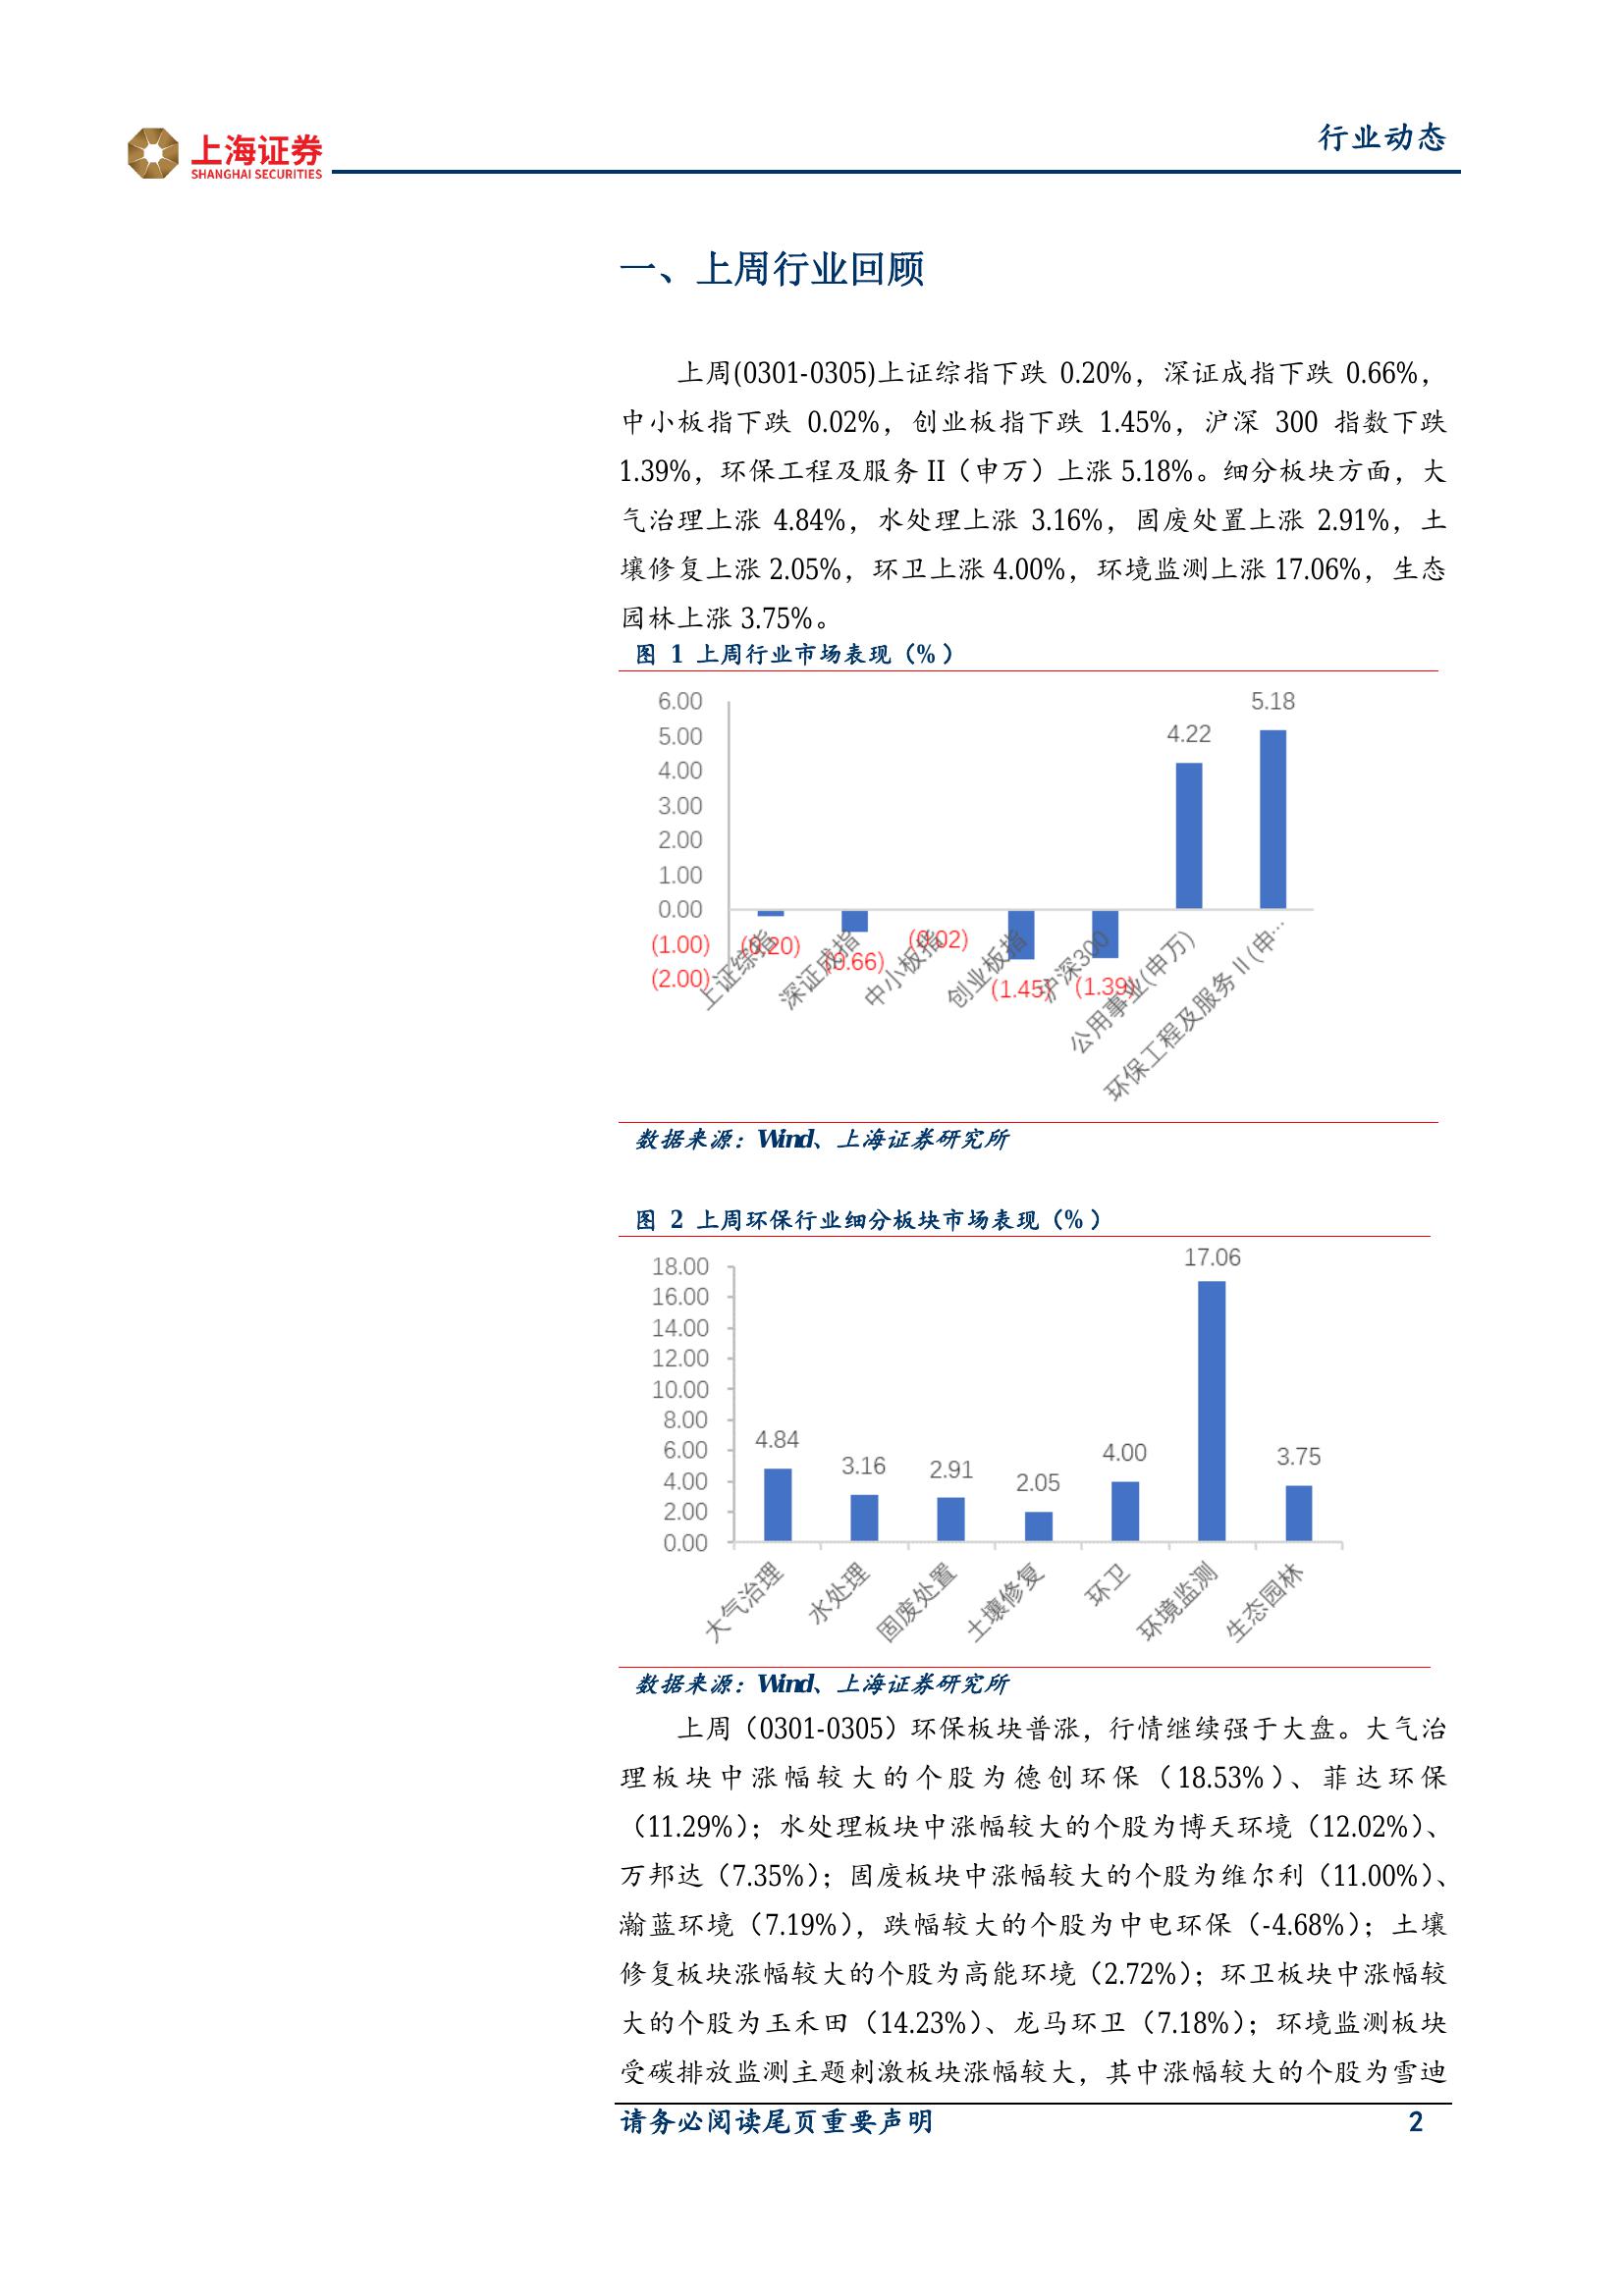 上海证券
SHANGHAI SECURITIES
行业动态
一、上周行业回顾
上周(0301-0305)上证综指下跌 0.20%，深证成指下跌 0.66%，
中小板指下跌 0.02%，创业板指下跌 1.45%，沪深 300 指数下跌
1.39%，环保工程及服务 II（申万）上涨 5.18%。细分板块方面，大
气治理上涨 4.84%，水处理上涨 3.16%，固废处置上涨 2.91%，土
壤修复上涨 2.05%，环卫上涨 4.00%，环境监测上涨 17.06%，生态
园林上涨 3.75%。
图 1 上周行业市场表现（%）
6.00
5.00
4.00
3.00
2.00
1.00
0.00
(1.00)
(2.00)
(0.20)
(0.66)
(0.02)
(1.45)
(1.39)
4.22
5.18
上证综指
深证成指
中小板指
创业板指
沪深300
公用事业(申万)
环保工程及服务Ⅱ(申…
数据来源：Wind、上海证券研究所
图 2 上周环保行业细分板块市场表现（%）
18.00
16.00
14.00
12.00
10.00
8.00
6.00
4.00
2.00
0.00
4.84
3.16
2.91
2.05
4.00
17.06
3.75
大气治理
水处理
固废处置
土壤修复
环卫
环境监测
生态园林
数据来源：Wind、上海证券研究所
上周（0301-0305）环保板块普涨，行情继续强于大盘。大气治
理板块中涨幅较大的个股为德创环保（18.53%）、菲达环保
（11.29%）；水处理板块中涨幅较大的个股为博天环境（12.02%）、
万邦达（7.35%）；固废板块中涨幅较大的个股为维尔利（11.00%）、
瀚蓝环境（7.19%），跌幅较大的个股为中电环保（-4.68%）；土壤
修复板块涨幅较大的个股为高能环境（2.72%）；环卫板块中涨幅较
大的个股为玉禾田（14.23%）、龙马环卫（7.18%）；环境监测板块
受碳排放监测主题刺激板块涨幅较大，其中涨幅较大的个股为雪迪
请务必阅读尾页重要声明
2